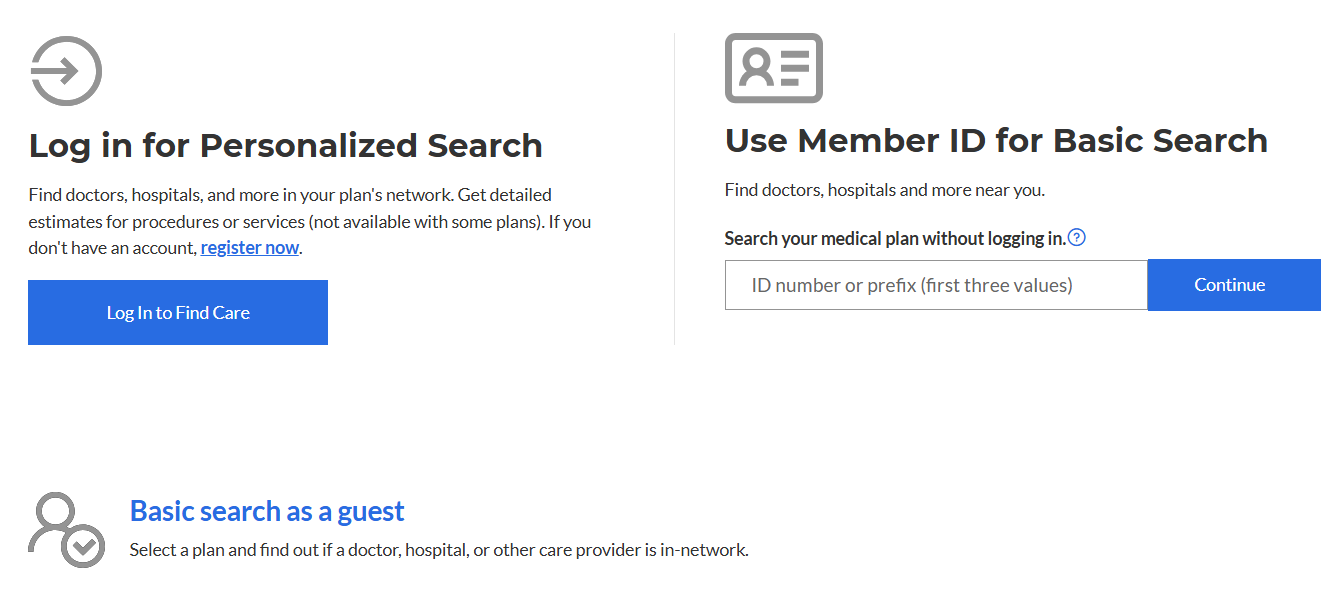 Log in for Personalized Search
Find doctors, hospitals, and more in your plan's network. Get detailed
estimates for procedures or services (not available with some plans). If you
don't have an account, register now.
Log In to Find Care
Use Member ID for Basic Search
Find doctors, hospitals and more near you.
Search your medical plan without logging in.
ID number or prefix (first three values)
Continue
Basic search as a guest
Select a plan and find out if a doctor, hospital, or other care provider is in-network.